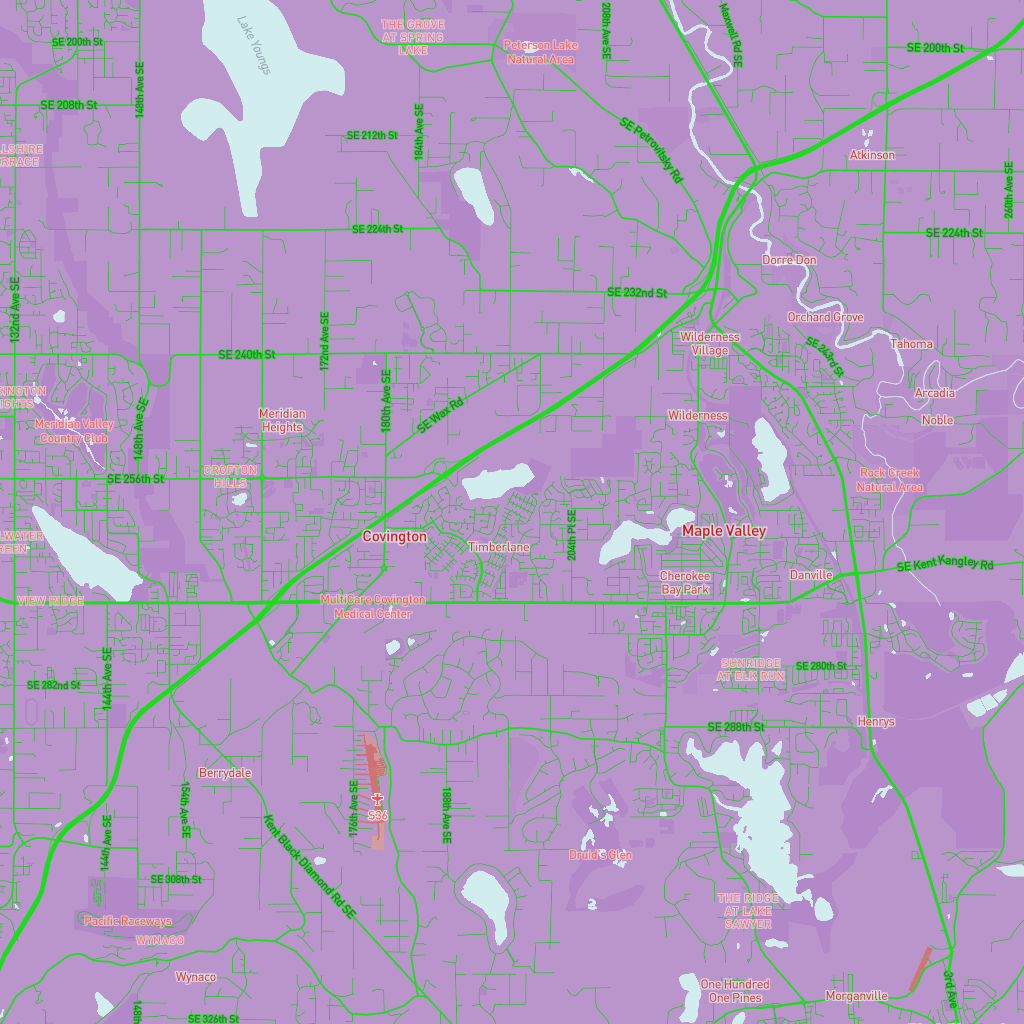 THE GROVE
AT SPRING
LAKE
Lake Youngs
208th Ave SE
Maxwell Rd SE
SE 200th St
Peterson Lake
Natural Area
SE 200th St
148th Ave SE
SE 208th St
184th Ave SE
SE 212th St
SE Petrovitsky Rd
Atkinson
260th Ave SE
SE 224th St
SE 224th St
Dorre Don
132nd Ave SE
SE 232nd St
Orchard Grove
172nd Ave SE
Wilderness
Village
SE 243rd St
Tahoma
SE 240th St
180th Ave SE
Arcadia
SE Wax Rd
Meridian
Heights
Wilderness
Noble
Meridian Valley
Country Club
148th Ave SE
CROFTON
HILLS
SE 256th St
Rock Creek
Natural Area
Covington
Timberlane
204th Pl SE
Maple Valley
Cherokee
Bay Park
Danville
SE Kent Kangley Rd
VIEW RIDGE
MultiCare Covington
Medical Center
SUNRIDGE
AT ELK RUN
SE 280th St
SE 282nd St
144th Ave SE
SE 288th St
Henrys
Berrydale
154th Ave SE
176th Ave SE
S36
188th Ave SE
144th Ave SE
Kent Black Diamond Rd SE
Druid's Glen
SE 308th St
THE RIDGE
AT LAKE
SAWYER
Pacific Raceways
WYNACO
Wynaco
One Hundred
One Pines
Morganville
3rd Ave
148th
SE 326th St